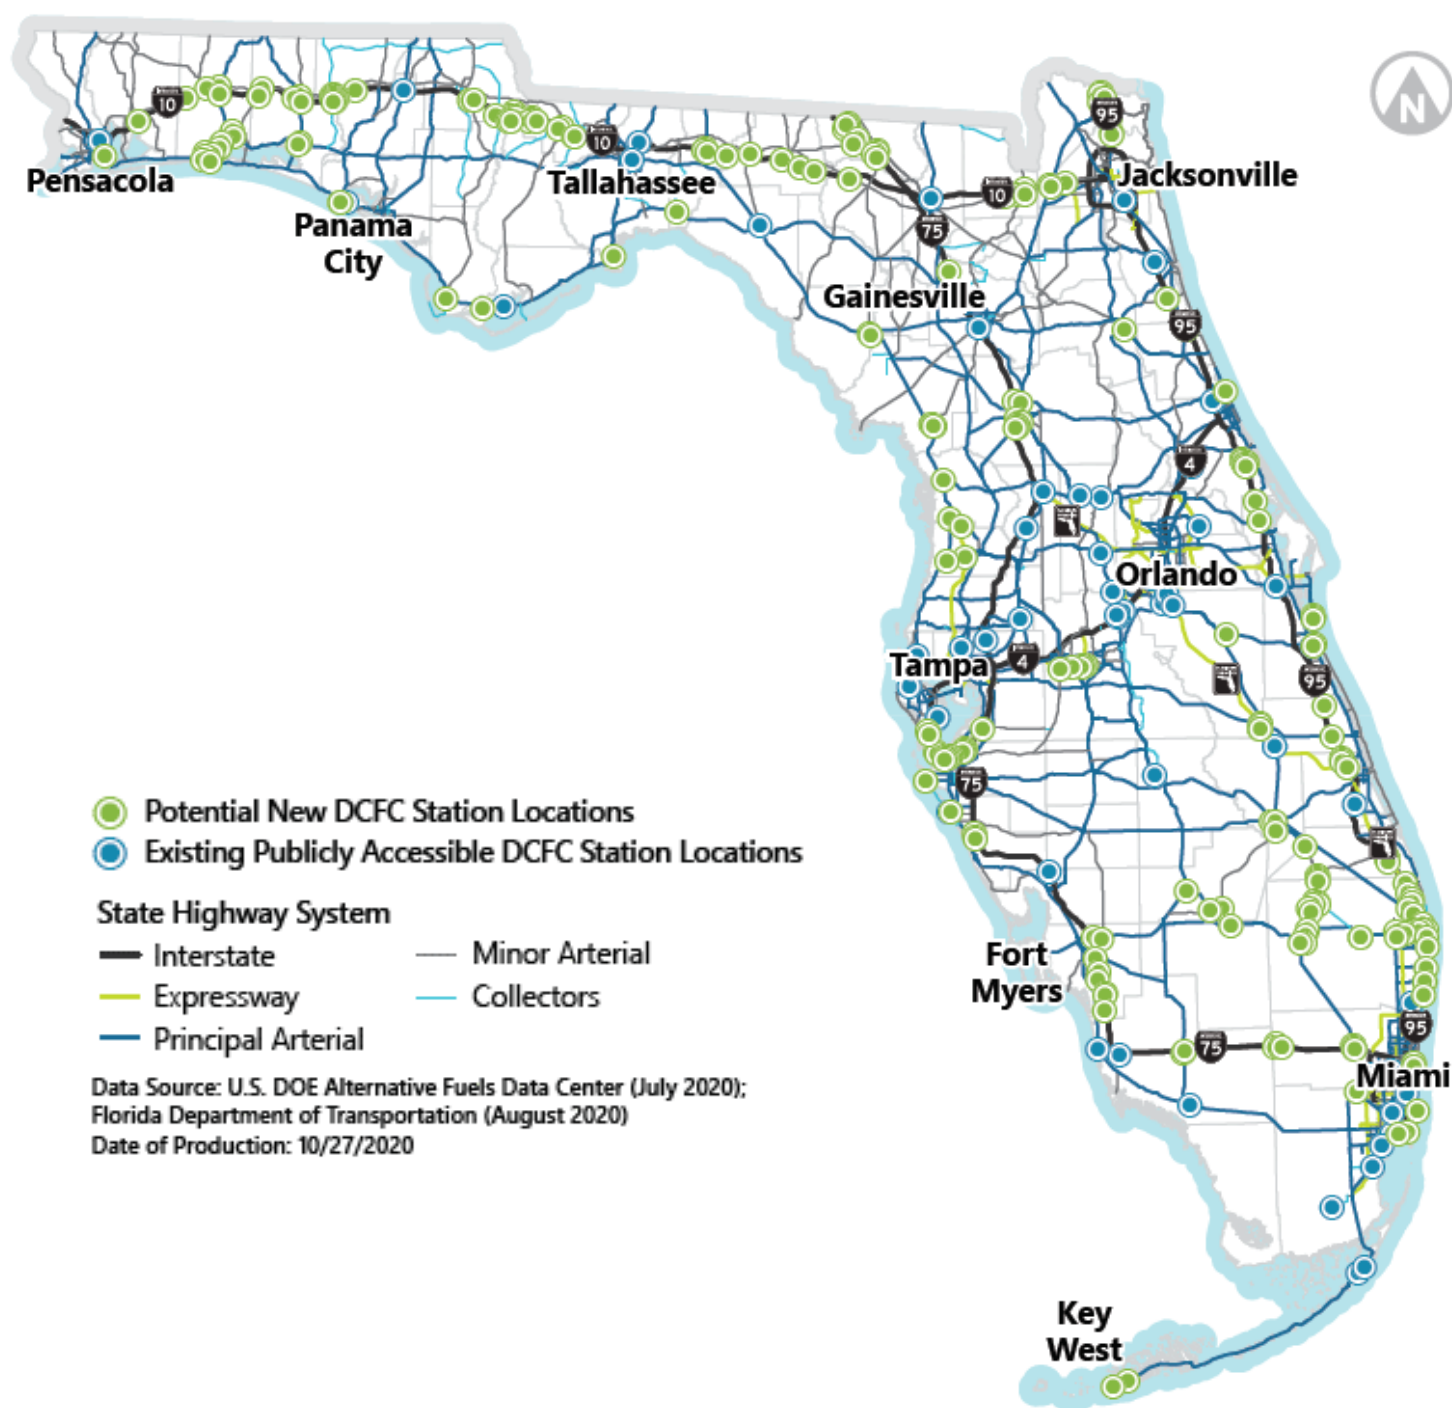 N
10
95
10
Pensacola
Tallahassee
Jacksonville
10
Panama
City
75
Gainesville
95
4
Orlando
Tampa
4
95
75
Potential New DCFC Station Locations
Existing Publicly Accessible DCFC Station Locations
State Highway System
Interstate
Minor Arterial
Expressway
Collectors
Principal Arterial
Fort
Myers
95
75
Miami
Data Source: U.S. DOE Alternative Fuels Data Center (July 2020);
Florida Department of Transportation (August 2020)
Date of Production: 10/27/2020
Key
West